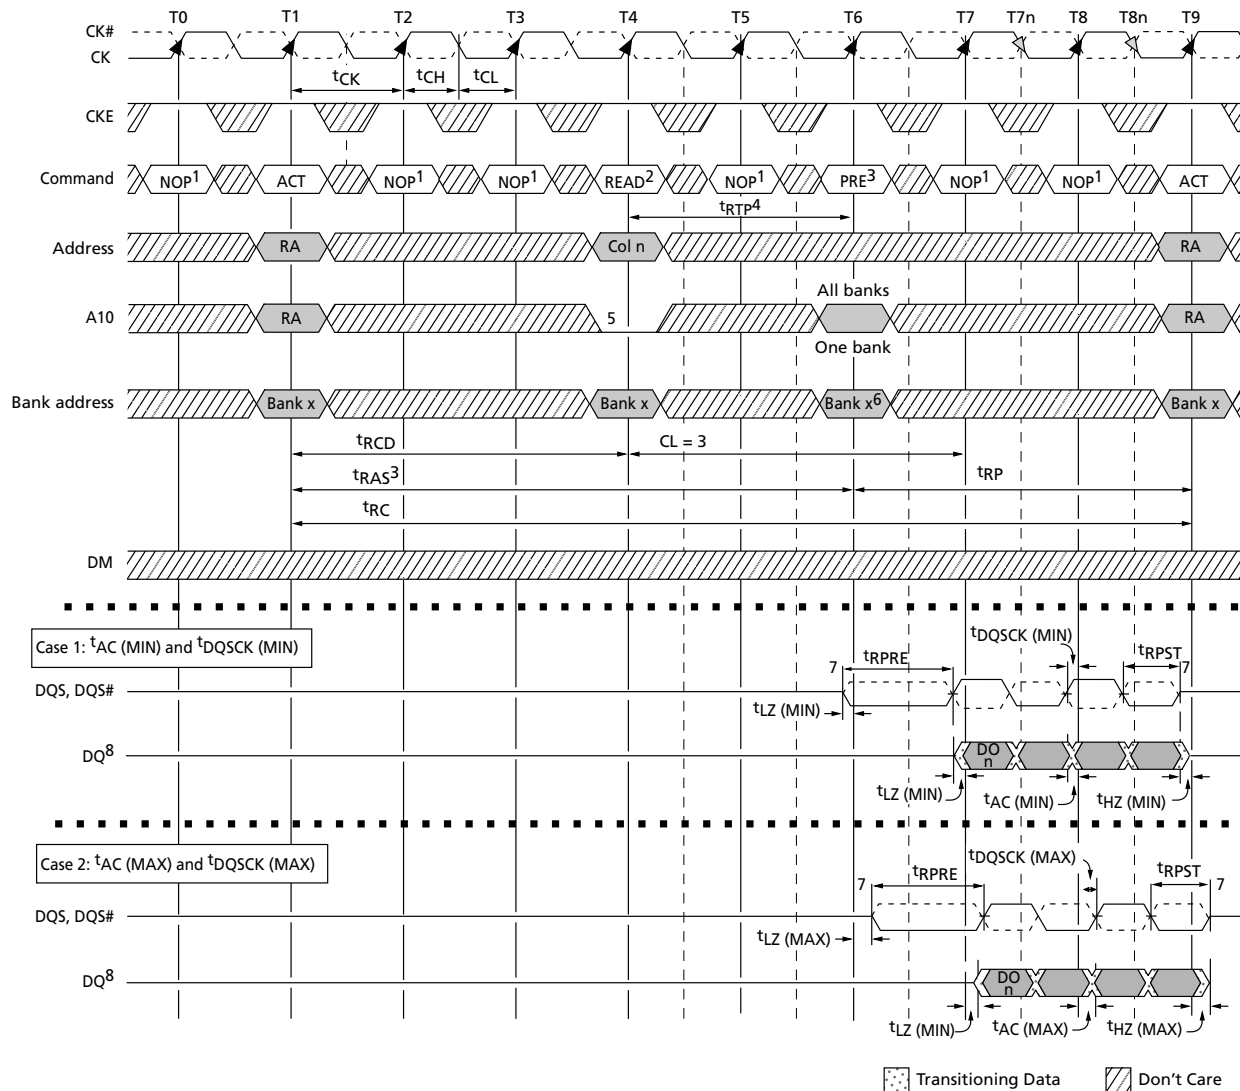 T0 T1 T2 T3 T4 T5 T6 T7 T7n T8 T8n T9
CK#
CK
tCK tCH tCL
CKE
Command NOP1 ACT NOP1 NOP1 READ2 NOP1 PRE3 NOP1 NOP1 ACT
tRTP4
Address RA Col n RA
All banks
A10 RA 5 RA
One bank
Bank address Bank x Bank x Bank x6 Bank x
tRCD CL = 3
tRAS3 tRP
tRC
DM
Case 1: tAC (MIN) and tDQSCK (MIN)
tDQSCK (MIN)
7 tRPRE tRPST 7
DQS, DQS#
tLZ (MIN)
DQ8 DO n
tLZ (MIN) tAC (MIN) tHZ (MIN)
Case 2: tAC (MAX) and tDQSCK (MAX)
tDQSCK (MAX)
7 tRPRE tRPST 7
DQS, DQS#
tLZ (MAX)
DQ8 DO n
tLZ (MIN) tAC (MAX) tHZ (MAX)
Transitioning Data Don't Care